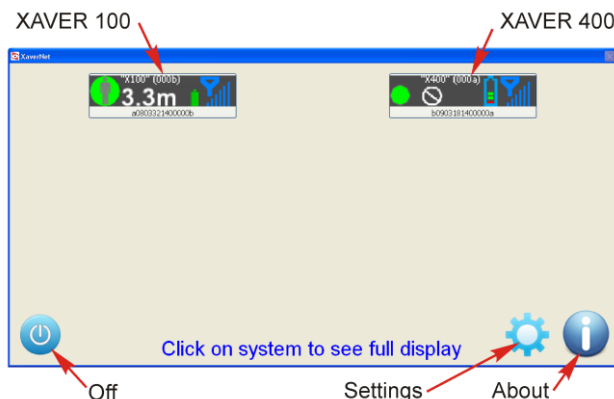 XAVER 100
XAVER 400
XaverNet
"X100" (000b)
3.3m
a0803321400000b
"X400" (000a)
b0903181400000a
Click on system to see full display
Off
Settings
About